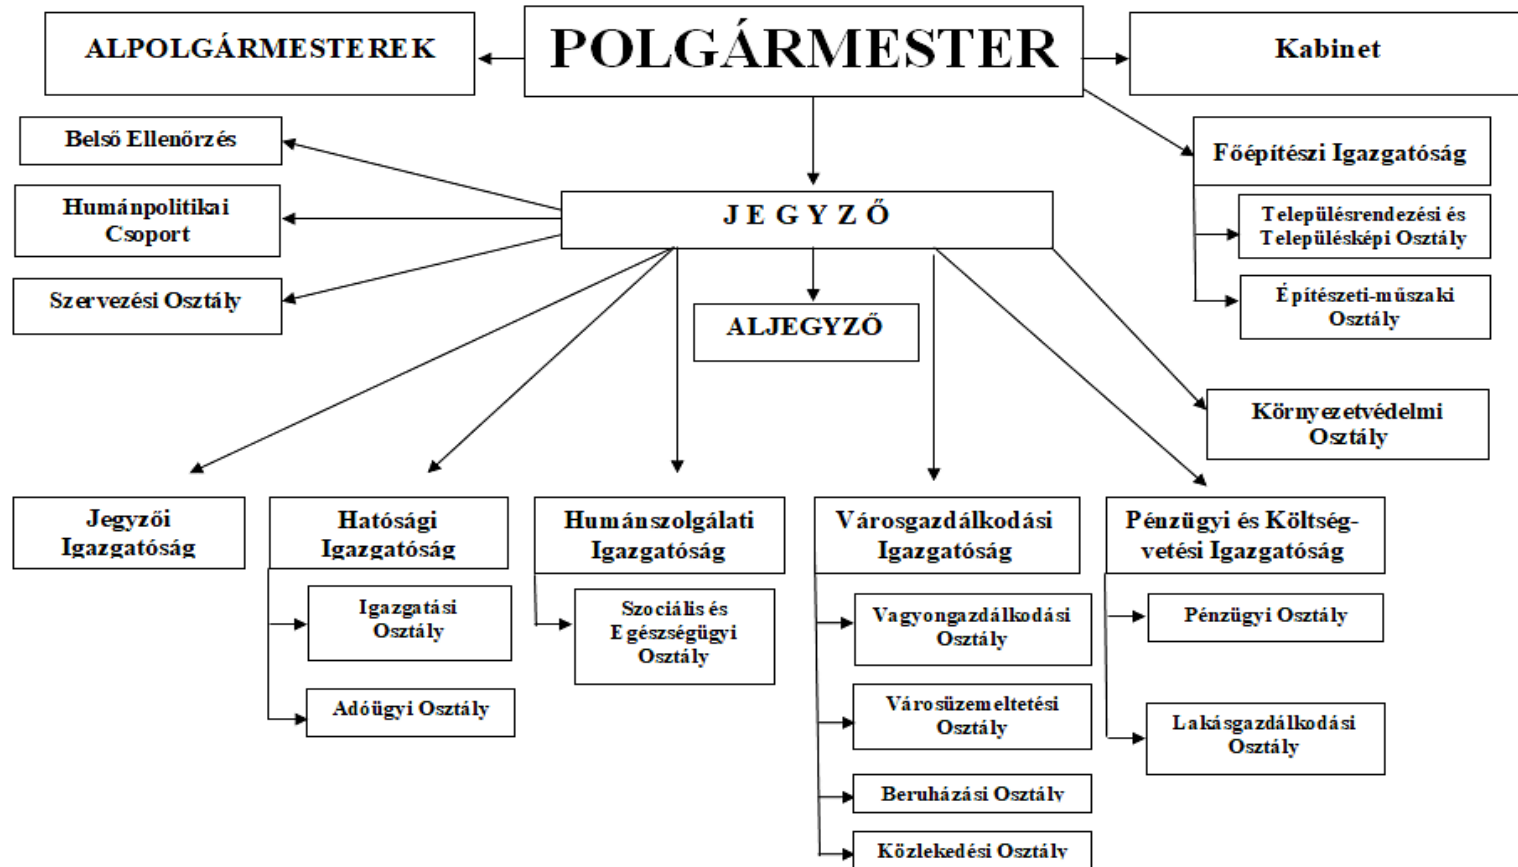 ALPOLGÁRMESTEREK
POLGÁRMESTER
Kabinet
Belső Ellenőrzés
Főépítészi Igazgatóság
Humánpolitikai
Csoport
J E G Y Z Ő
Településrendezési és
Településképi Osztály
Szervezési Osztály
ALJEGYZŐ
Építészeti-műszaki
Osztály
Környezetvédelmi
Osztály
Jegyzői
Igazgatóság
Hatósági
Igazgatóság
Humánszolgálati
Igazgatóság
Városgazdálkodási
Igazgatóság
Pénzügyi és Költség-
vetési Igazgatóság
Igazgatási
Osztály
Szociális és
Egészségügyi
Osztály
Vagyongazdálkodási
Osztály
Pénzügyi Osztály
Adóügyi Osztály
Városüzemeltetési
Osztály
Lakásgazdálkodási
Osztály
Beruházási Osztály
Közlekedési Osztály